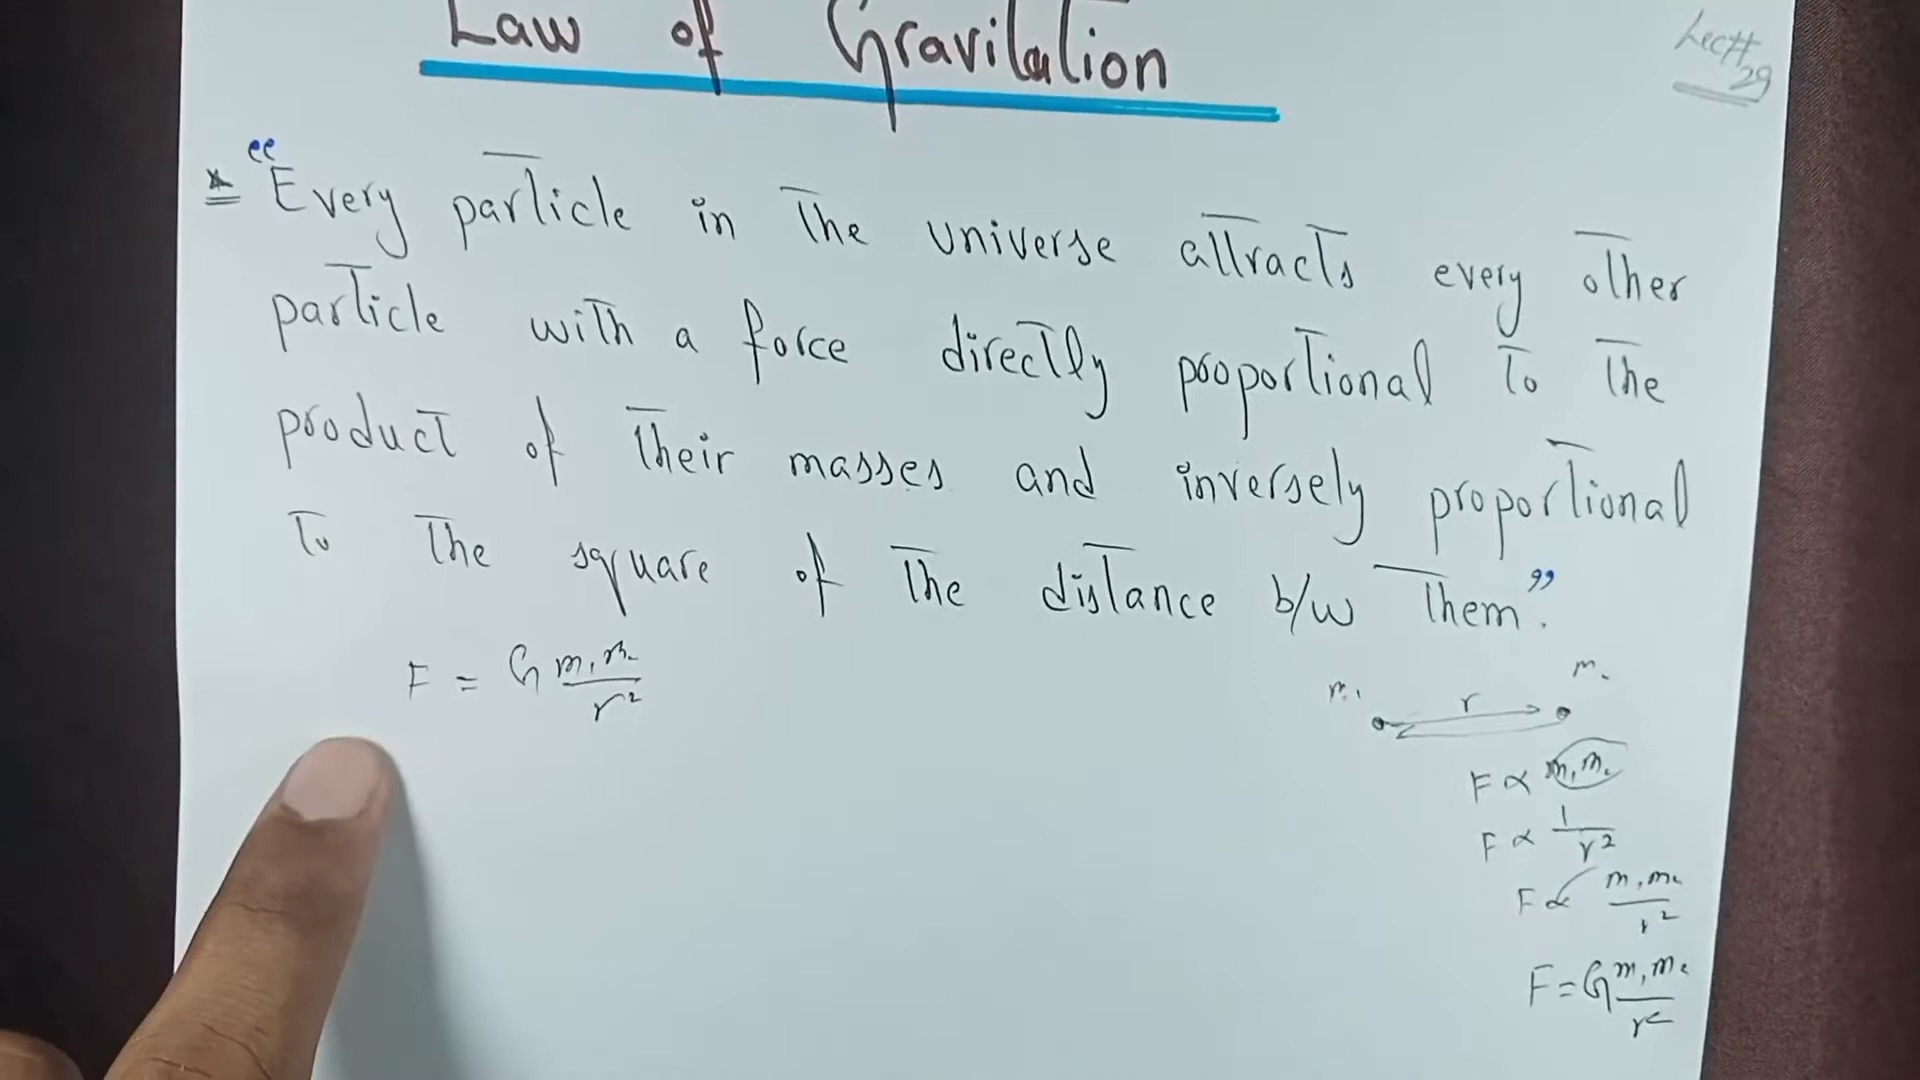 Law of Gravitation
Lec# 29
* "Every particle in the universe attracts every other
particle with a force directly proportional to the
product of their masses and inversely proportional
to the square of the distance b/w them".
F = G m₁m₂/r²
m₁ r m₂
F ∝ m₁m₂
F ∝ 1/r²
F ∝ m₁m₂/r²
F = G m₁m₂/r²